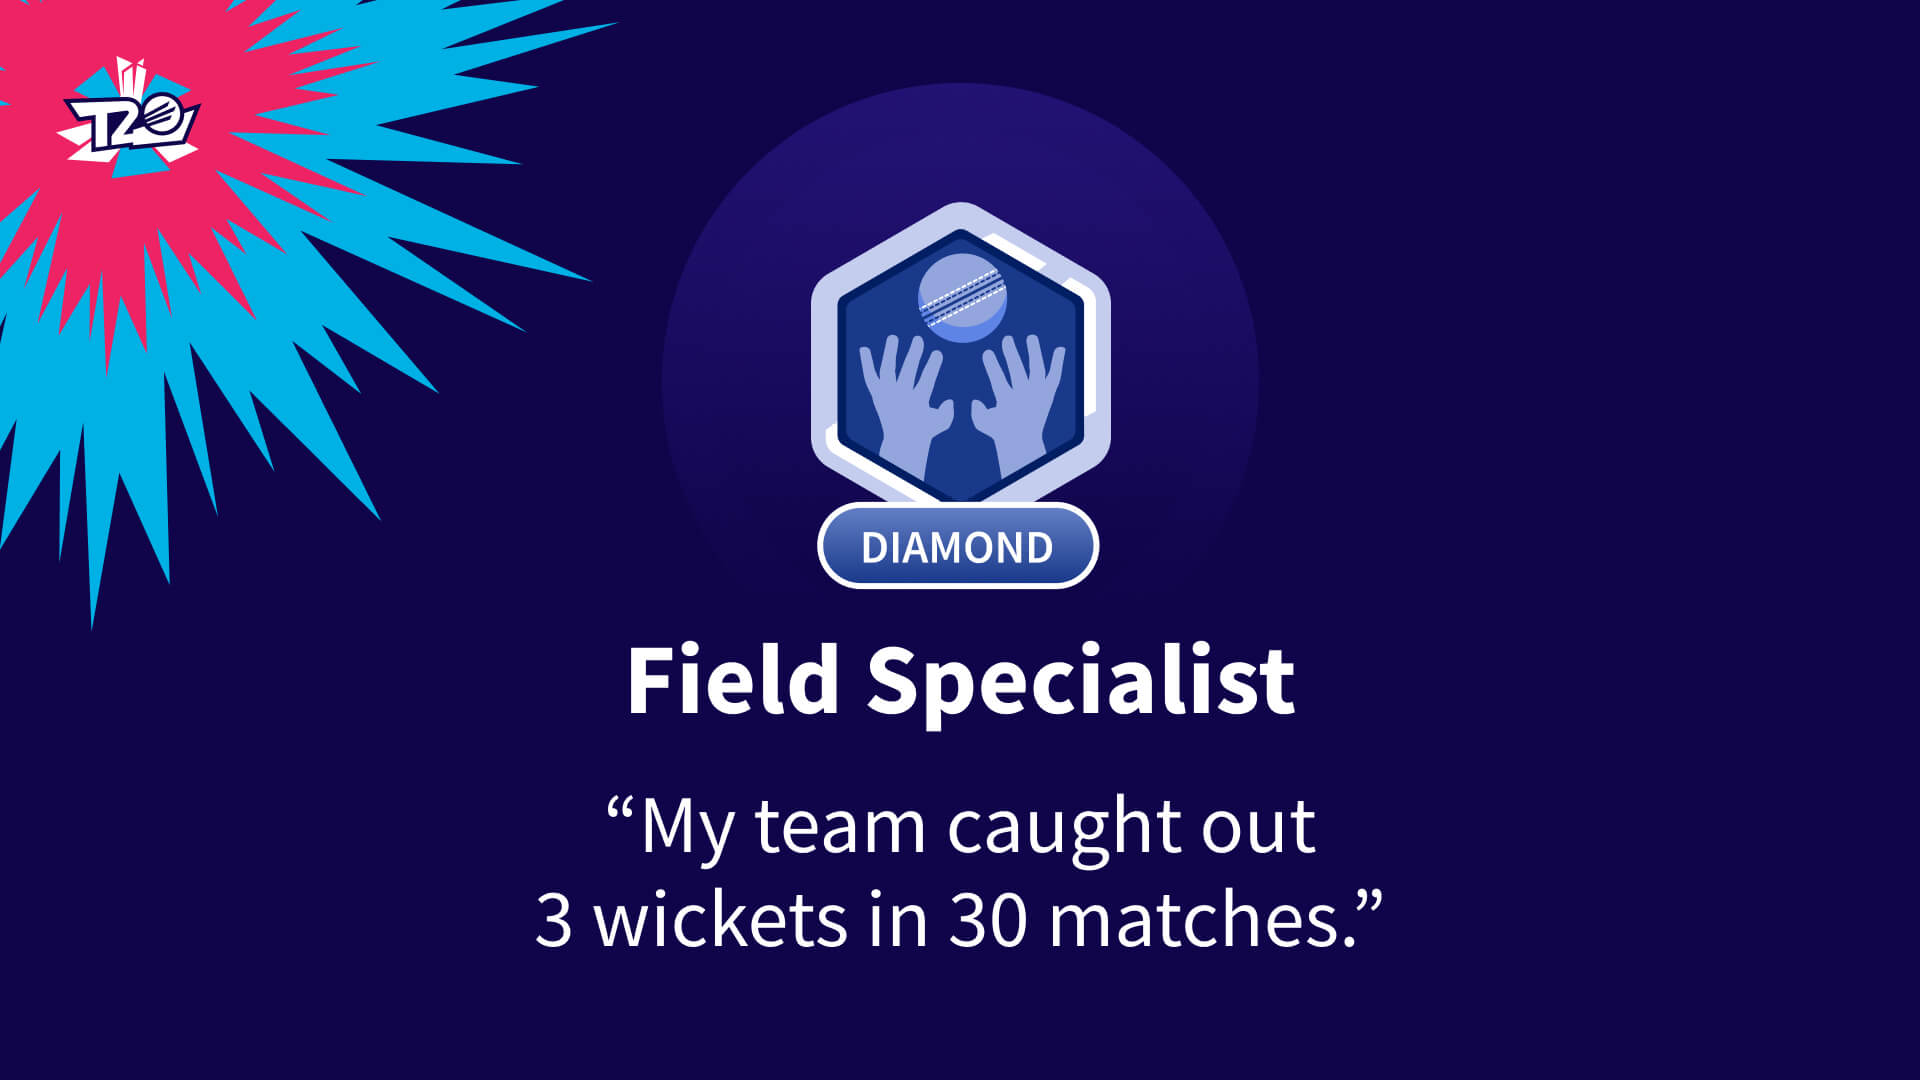 T20
DIAMOND
Field Specialist
“My team caught out
3 wickets in 30 matches.”